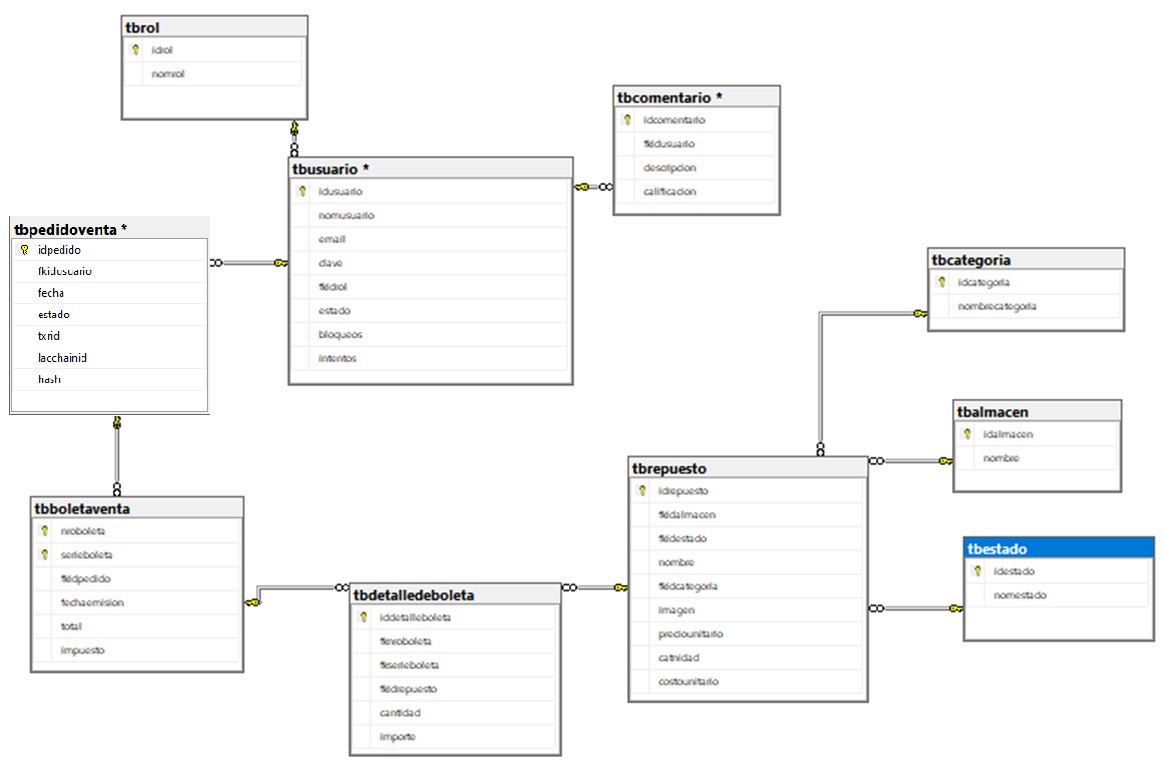 tbrol
idrol
nomrol
tbcomentario *
idcomentario
fkidusuario
descripcion
calificacion
tbusuario *
idusuario
nomusuario
email
clave
fkidrol
estado
bloqueos
intentos
tbpedidoventa *
idpedido
fkidusuario
fecha
estado
txrid
lacchainid
hash
tbcategoria
idcategoria
nombrecategoria
tbalmacen
idalmacen
nombre
tbrepuesto
idrepuesto
fkidalmacen
fkidestado
nombre
fkidcategoria
imagen
preciounitario
catnidad
costounitario
tbestado
idestado
nomestado
tbboletaventa
nroboleta
serieboleta
fkidpedido
fechaemision
total
impuesto
tbdetalledeboleta
iddetalleboleta
fknroboleta
fkserieboleta
fkidrepuesto
cantidad
importe